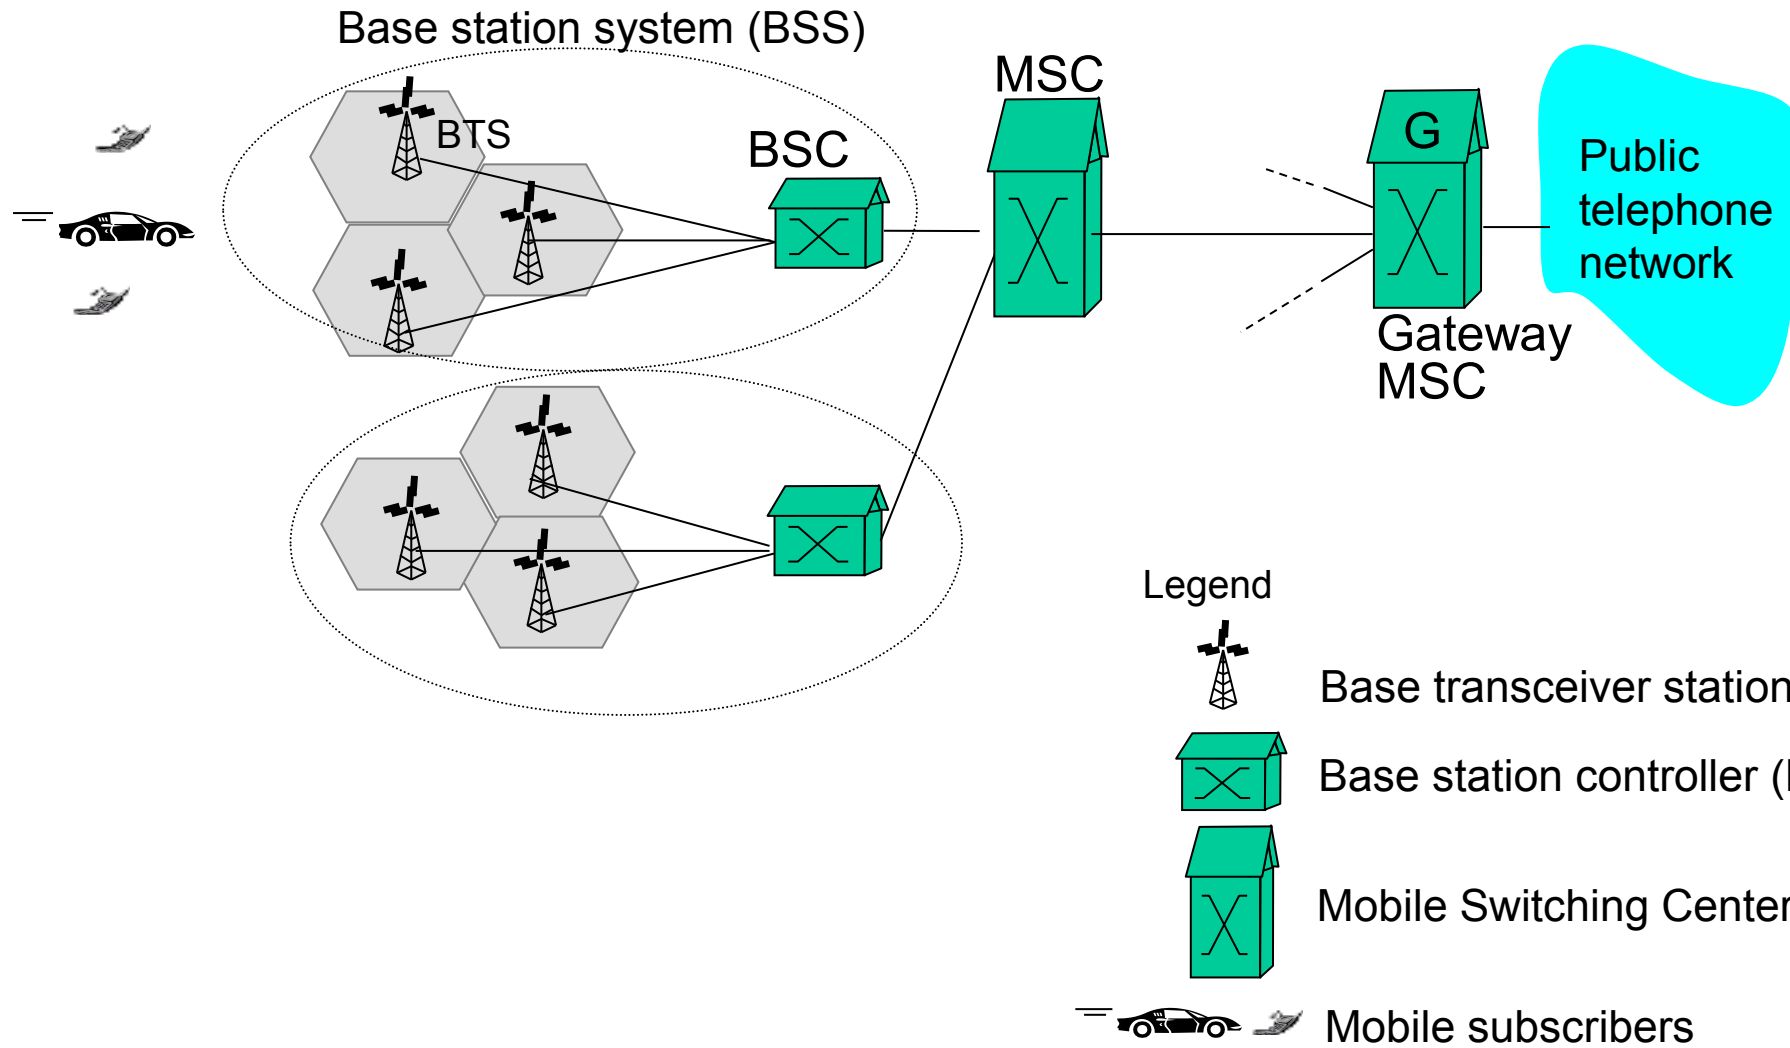 Base station system (BSS)
MSC
BTS
BSC
G
Public
telephone
network
Gateway
MSC
Legend
Base transceiver station
Base station controller (
Mobile Switching Center
Mobile subscribers